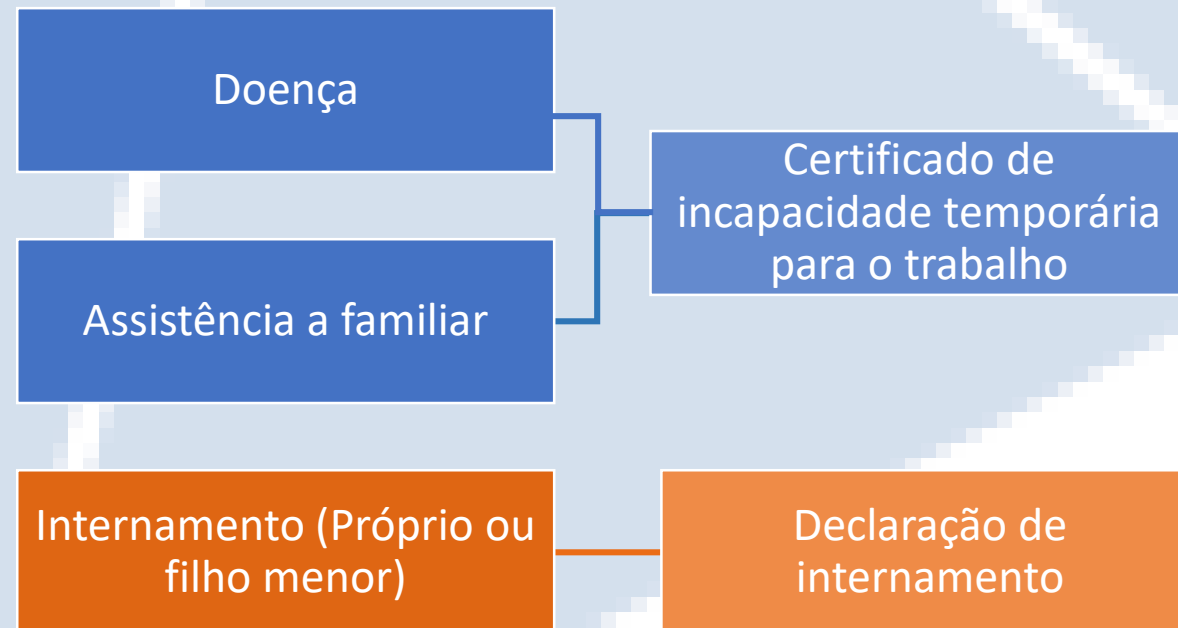 Doença
Certificado de
incapacidade temporária
para o trabalho
Assistência a familiar
Internamento (Próprio ou
filho menor)
Declaração de
internamento